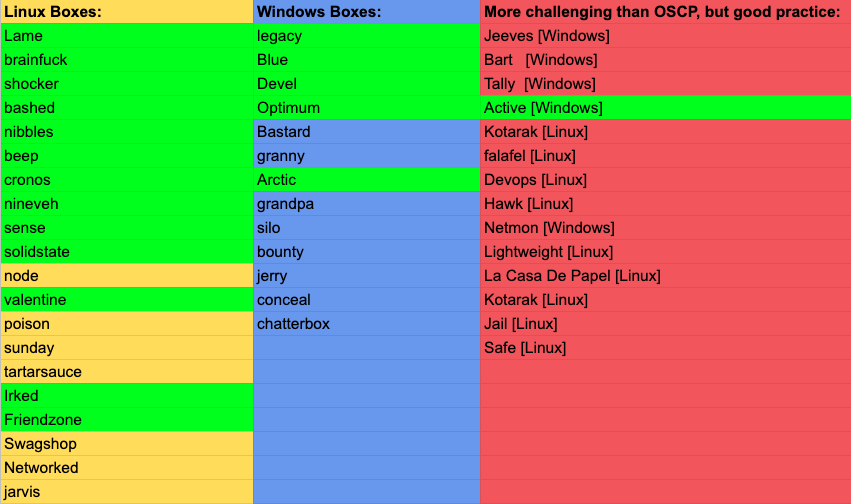 Linux Boxes: Windows Boxes: More challenging than OSCP, but good practice:
Lame legacy Jeeves [Windows]
brainfuck Blue Bart [Windows]
shocker Devel Tally [Windows]
bashed Optimum Active [Windows]
nibbles Bastard Kotarak [Linux]
beep granny falafel [Linux]
cronos Arctic Devops [Linux]
nineveh grandpa Hawk [Linux]
sense silo Netmon [Windows]
solidstate bounty Lightweight [Linux]
node jerry La Casa De Papel [Linux]
valentine conceal Kotarak [Linux]
poison chatterbox Jail [Linux]
sunday Safe [Linux]
tartarsauce
Irked
Friendzone
Swagshop
Networked
jarvis